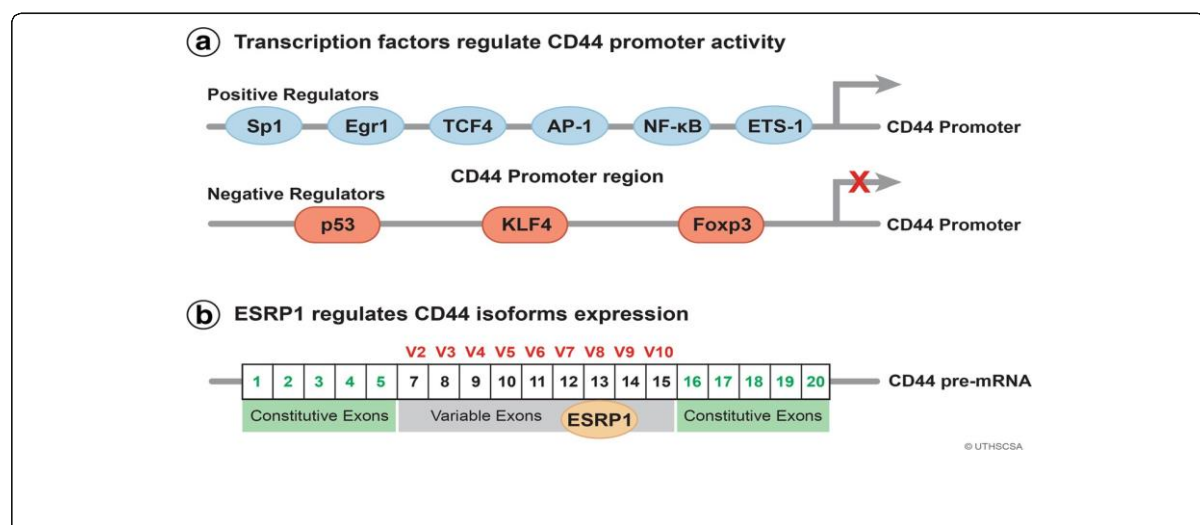 a Transcription factors regulate CD44 promoter activity
Positive Regulators
Sp1 Egr1 TCF4 AP-1 NF-κB ETS-1 CD44 Promoter
CD44 Promoter region
Negative Regulators
X
p53 KLF4 Foxp3 CD44 Promoter
b ESRP1 regulates CD44 isoforms expression
V2 V3 V4 V5 V6 V7 V8 V9 V10
1 2 3 4 5 7 8 9 10 11 12 13 14 15 16 17 18 19 20 CD44 pre-mRNA
Constitutive Exons Variable Exons ESRP1 Constitutive Exons
© UTHSCSA